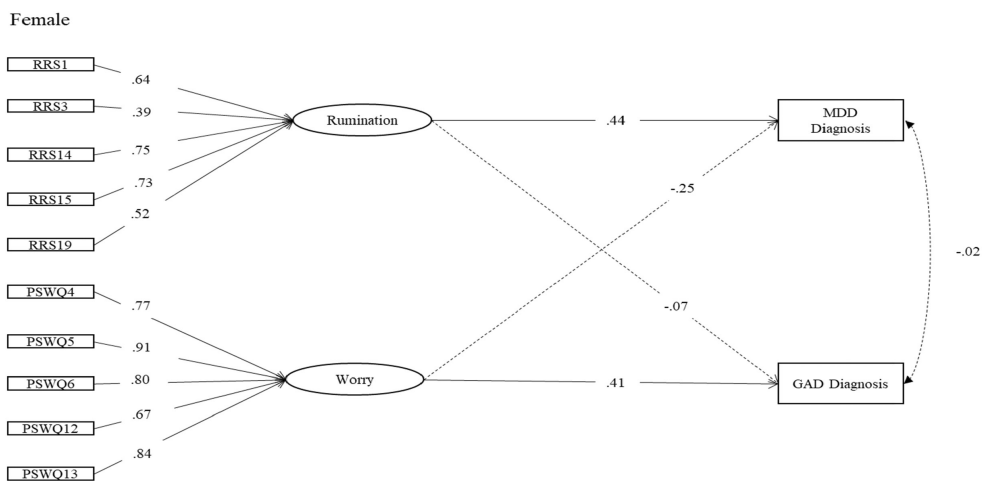 Female
RRS1
.64
RRS3
.39
RRS14
.75
RRS15
.73
RRS19
.52
Rumination
.44
MDD
Diagnosis
-.25
-.02
-.07
PSWQ4
.77
PSWQ5
.91
PSWQ6
.80
PSWQ12
.67
PSWQ13
.84
Worry
.41
GAD Diagnosis